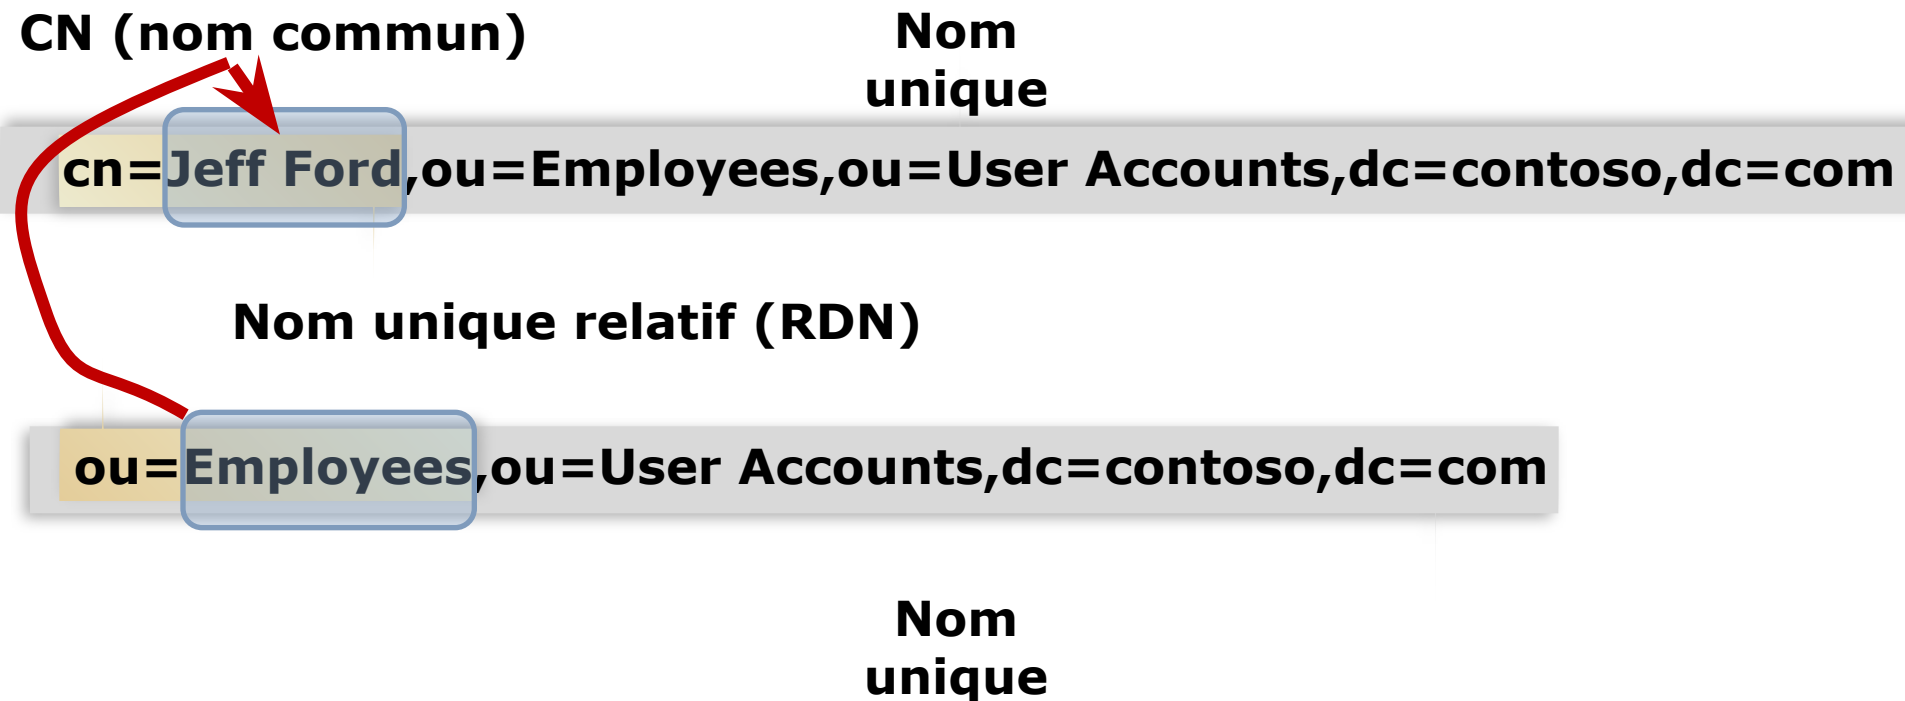 CN (nom commun)
Nom
unique
cn=Jeff Ford,ou=Employees,ou=User Accounts,dc=contoso,dc=com
Nom unique relatif (RDN)
ou=Employees,ou=User Accounts,dc=contoso,dc=com
Nom
unique